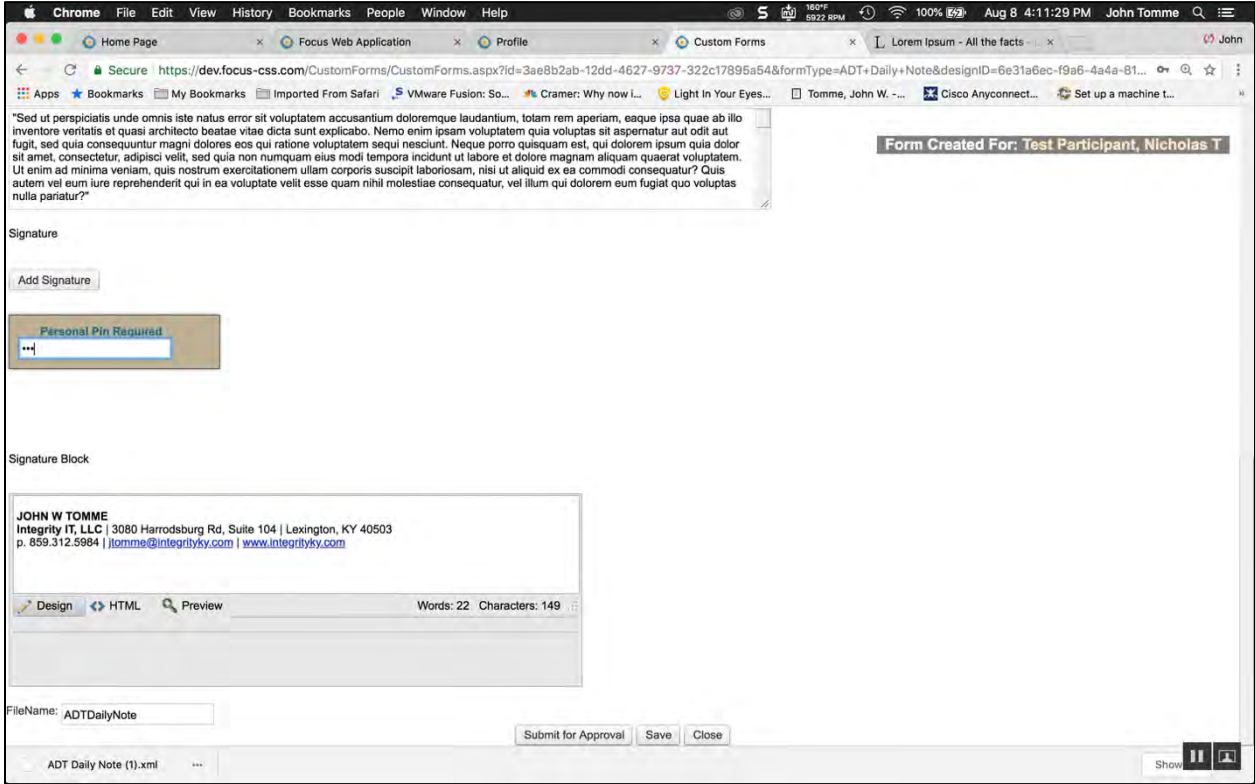 Chrome File Edit View History Bookmarks People Window Help
S 160°F 5922 RPM 100% Aug 8 4:11:29 PM John Tomme
Home Page × Focus Web Application × Profile × Custom Forms × Lorem Ipsum - All the facts - × John
Secure https://dev.focus-css.com/CustomForms/CustomForms.aspx?id=3ae8b2ab-12dd-4627-9737-322c17895a54&formType=ADT+Daily+Note&designID=6e31a6ec-f9a6-4a4a-81...
Apps Bookmarks My Bookmarks Imported From Safari VMware Fusion: So... Cramer: Why now i... Light In Your Eyes... Tomme, John W. -... Cisco Anyconnect... Set up a machine t... »
"Sed ut perspiciatis unde omnis iste natus error sit voluptatem accusantium doloremque laudantium, totam rem aperiam, eaque ipsa quae ab illo
inventore veritatis et quasi architecto beatae vitae dicta sunt explicabo. Nemo enim ipsam voluptatem quia voluptas sit aspernatur aut odit aut
fugit, sed quia consequuntur magni dolores eos qui ratione voluptatem sequi nesciunt. Neque porro quisquam est, qui dolorem ipsum quia dolor
sit amet, consectetur, adipisci velit, sed quia non numquam eius modi tempora incidunt ut labore et dolore magnam aliquam quaerat voluptatem.
Ut enim ad minima veniam, quis nostrum exercitationem ullam corporis suscipit laboriosam, nisi ut aliquid ex ea commodi consequatur? Quis
autem vel eum iure reprehenderit qui in ea voluptate velit esse quam nihil molestiae consequatur, vel illum qui dolorem eum fugiat quo voluptas
nulla pariatur?"
Form Created For: Test Participant, Nicholas T
Signature
Add Signature
Personal Pin Required
•••
Signature Block
JOHN W TOMME
Integrity IT, LLC | 3080 Harrodsburg Rd, Suite 104 | Lexington, KY 40503
p. 859.312.5984 | jtomme@integrityky.com | www.integrityky.com
Design HTML Preview Words: 22 Characters: 149
FileName: ADTDailyNote
Submit for Approval Save Close
ADT Daily Note (1).xml ...
Show